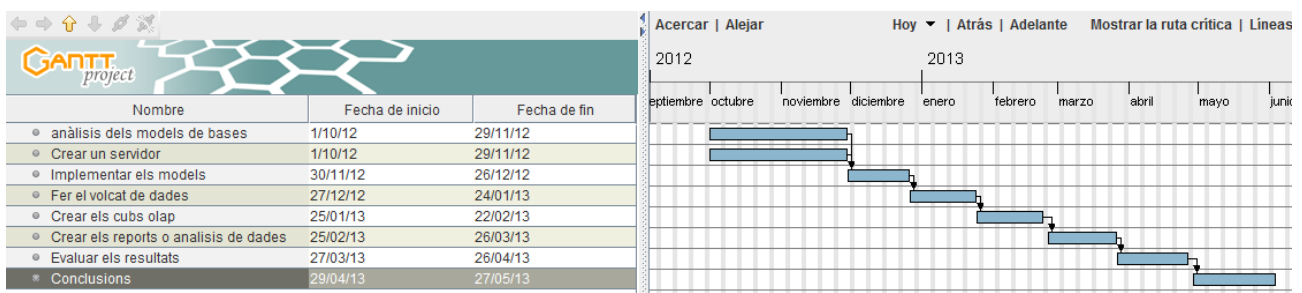 Acercar | Alejar Hoy | Atrás | Adelante Mostrar la ruta crítica | Líneas
GANTT
project
2012 2013
Nombre Fecha de inicio Fecha de fin
eptiembre octubre noviembre diciembre enero febrero marzo abril mayo junio
anàlisis dels models de bases 1/10/12 29/11/12
Crear un servidor 1/10/12 29/11/12
Implementar els models 30/11/12 26/12/12
Fer el volcat de dades 27/12/12 24/01/13
Crear els cubs olap 25/01/13 22/02/13
Crear els reports o analisis de dades 25/02/13 26/03/13
Evaluar els resultats 27/03/13 26/04/13
Conclusions 29/04/13 27/05/13